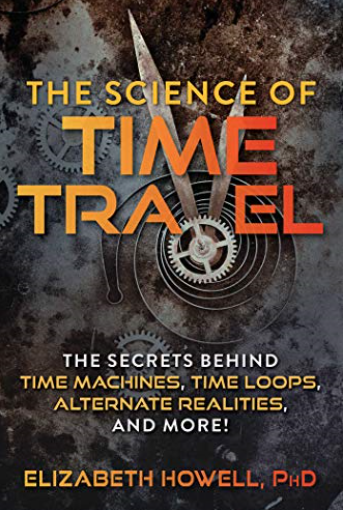 THE SCIENCE OF
TIME
TRAVEL
THE SECRETS BEHIND
TIME MACHINES, TIME LOOPS,
ALTERNATE REALITIES,
AND MORE!
ELIZABETH HOWELL, PHD